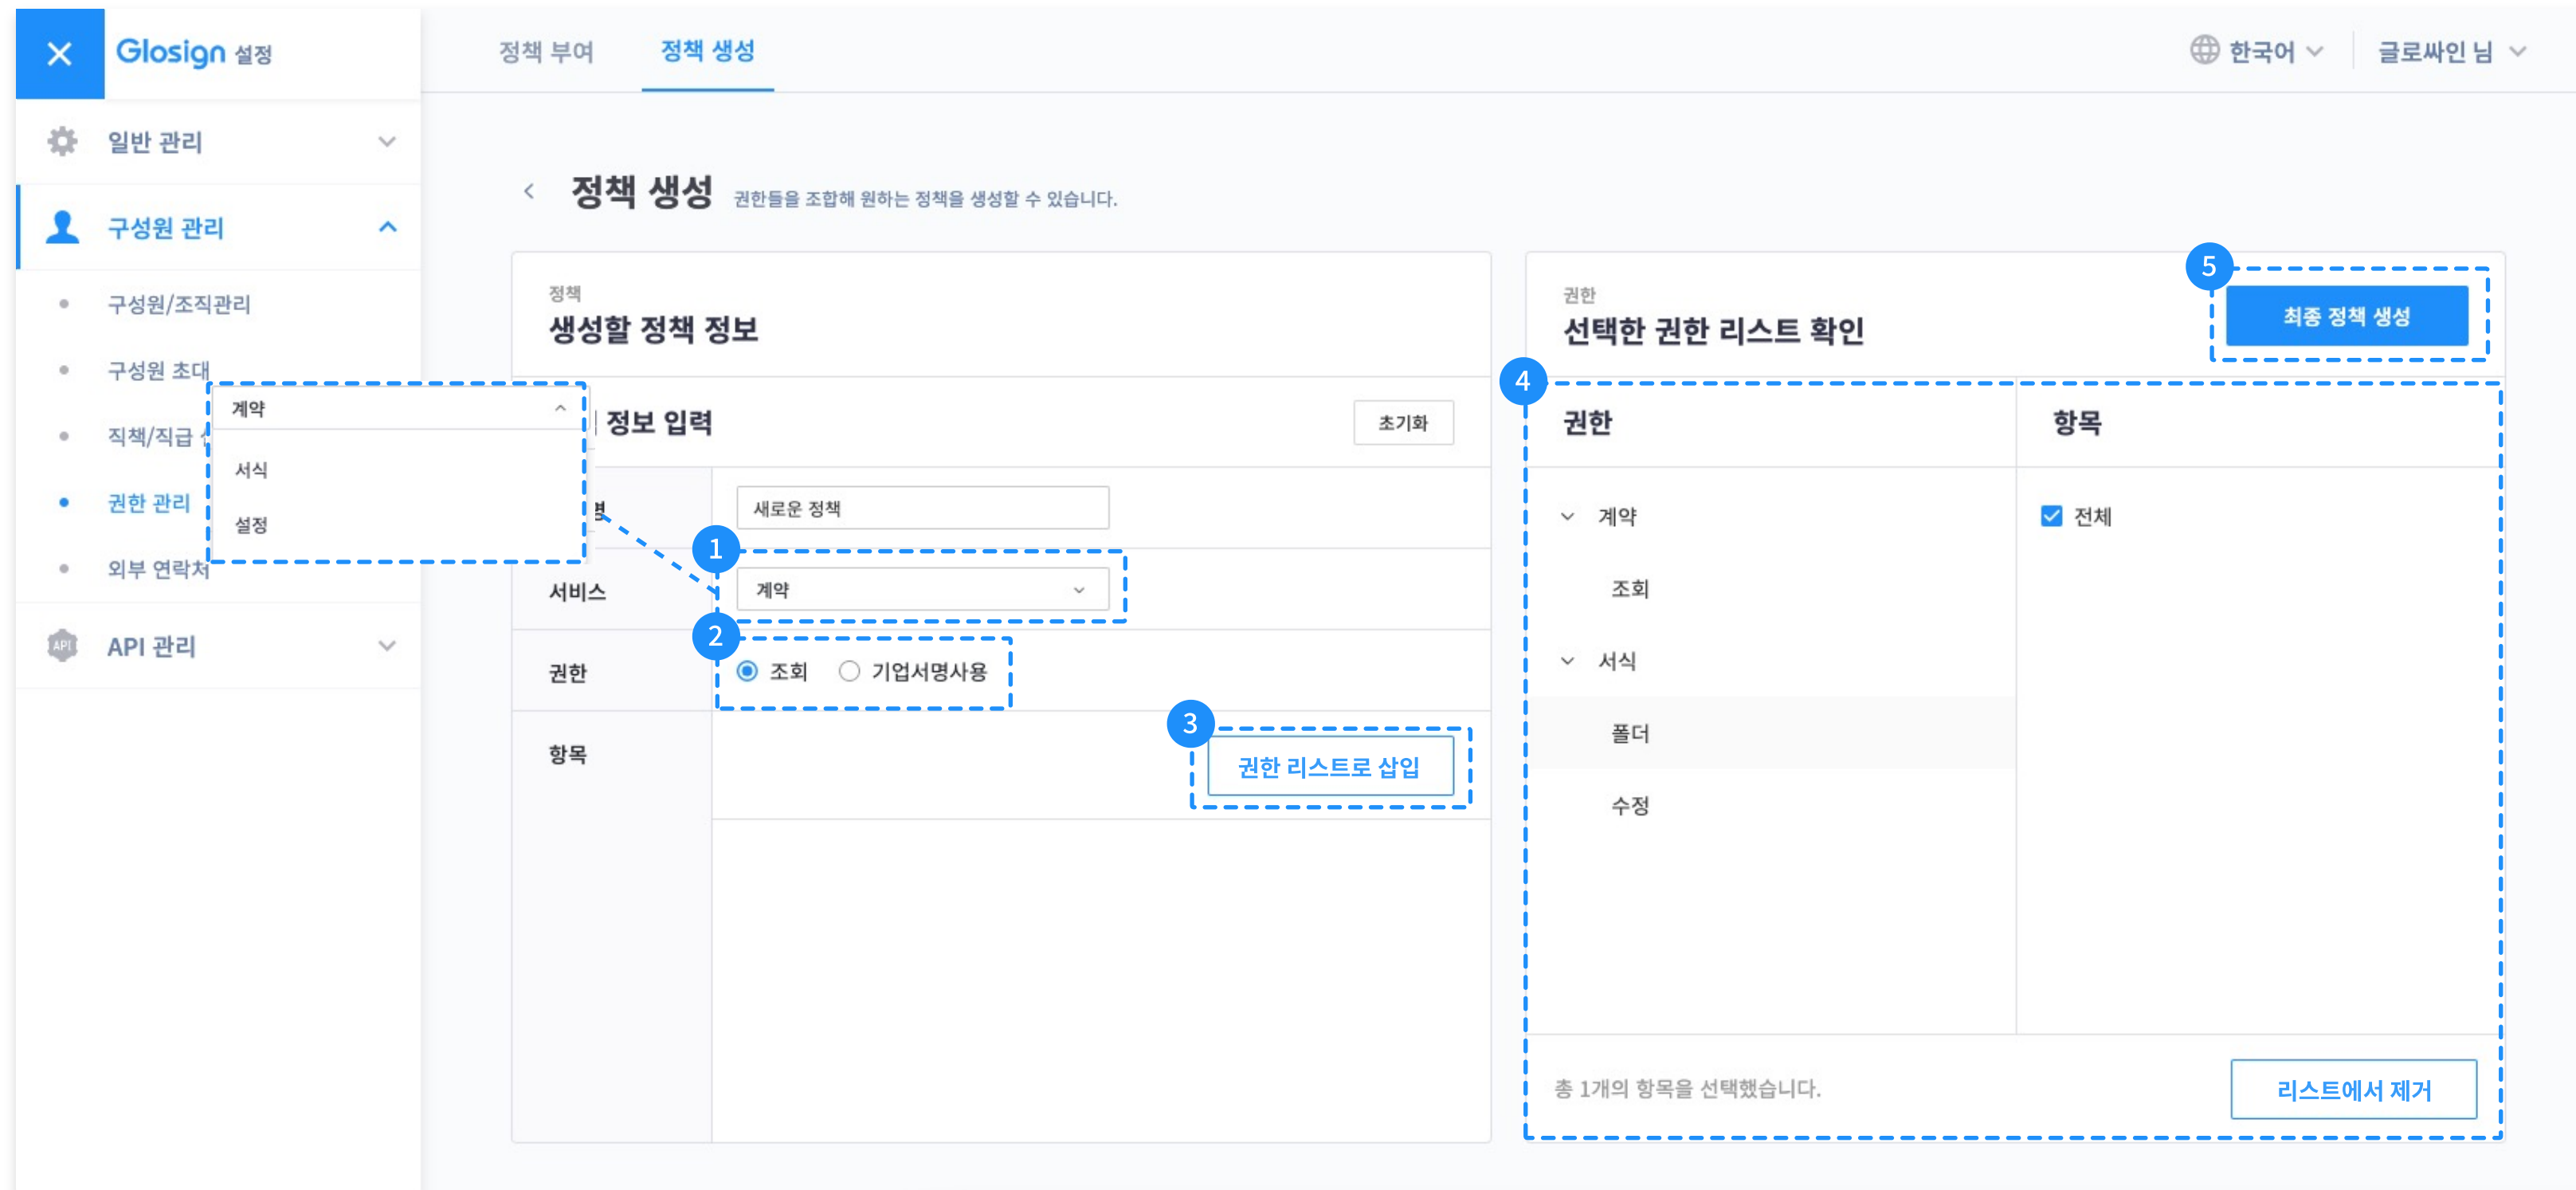 Glosign 설정
정책 부여
정책 생성
한국어
글로싸인 님
일반 관리
구성원 관리
구성원/조직관리
구성원 초대
직책/직급
권한 관리
외부 연락처
API
API 관리
계약
서식
설정
정책 생성
권한들을 조합해 원하는 정책을 생성할 수 있습니다.
정책
생성할 정책 정보
정보 입력
초기화
새로운 정책
1
서비스
계약
2
권한
조회
기업서명사용
3
항목
권한 리스트로 삽입
권한
선택한 권한 리스트 확인
5
최종 정책 생성
4
권한
항목
계약
전체
조회
서식
폴더
수정
총 1개의 항목을 선택했습니다.
리스트에서 제거